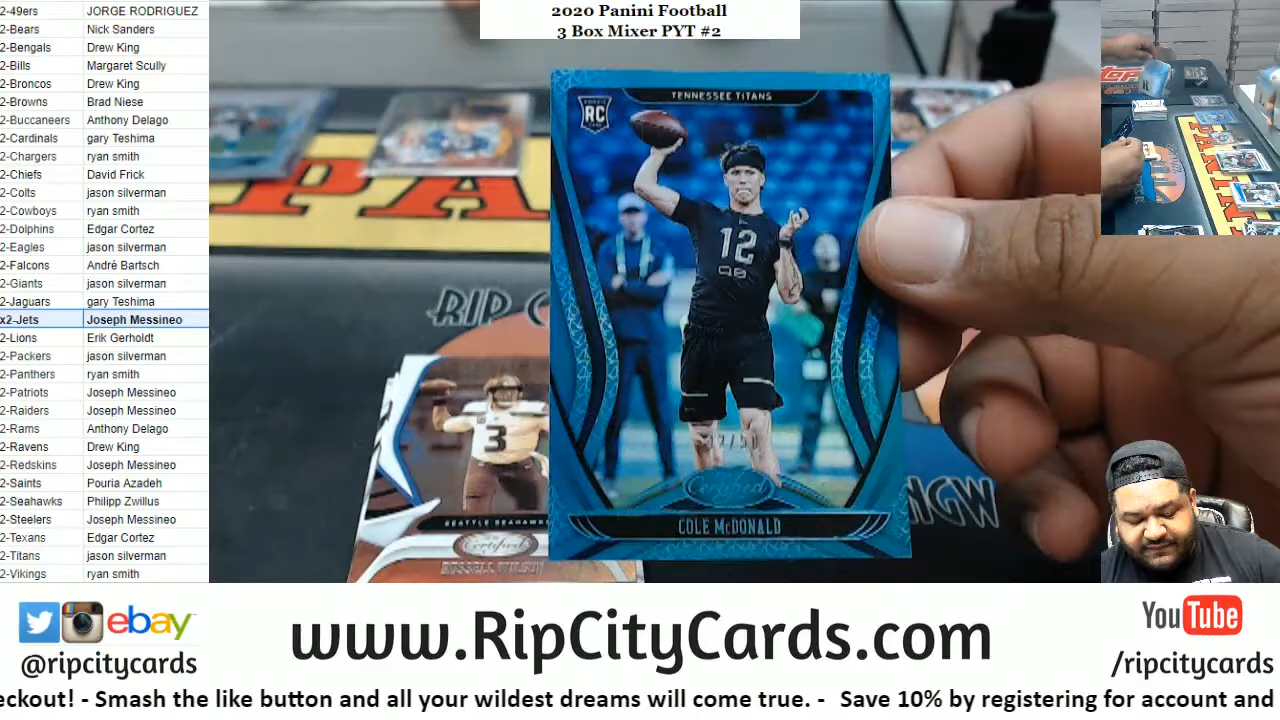 2020 Panini Football
3 Box Mixer PYT #2
2-49ers JORGE RODRIGUEZ
2-Bears Nick Sanders
2-Bengals Drew King
2-Bills Margaret Scully
2-Broncos Drew King
2-Browns Brad Niese
2-Buccaneers Anthony Delago
2-Cardinals gary Teshima
2-Chargers ryan smith
2-Chiefs David Frick
2-Colts jason silverman
2-Cowboys ryan smith
2-Dolphins Edgar Cortez
2-Eagles jason silverman
2-Falcons André Bartsch
2-Giants jason silverman
2-Jaguars gary Teshima
x2-Jets Joseph Messineo
2-Lions Erik Gerholdt
2-Packers jason silverman
2-Panthers ryan smith
2-Patriots Joseph Messineo
2-Raiders Joseph Messineo
2-Rams Anthony Delago
2-Ravens Drew King
2-Redskins Joseph Messineo
2-Saints Pouria Azadeh
2-Seahawks Philipp Zwillus
2-Steelers Joseph Messineo
2-Texans Edgar Cortez
2-Titans jason silverman
2-Vikings ryan smith
TENNESSEE TITANS
RC
12
QB
Certified
COLE McDONALD
PA
RIP C
3
SEATTLE SEAHAWKS
Certified
RUSSELL WILSON
ebay
@ripcitycards
www.RipCityCards.com
YouTube
/ripcitycards
eckout! - Smash the like button and all your wildest dreams will come true. - Save 10% by registering for account and